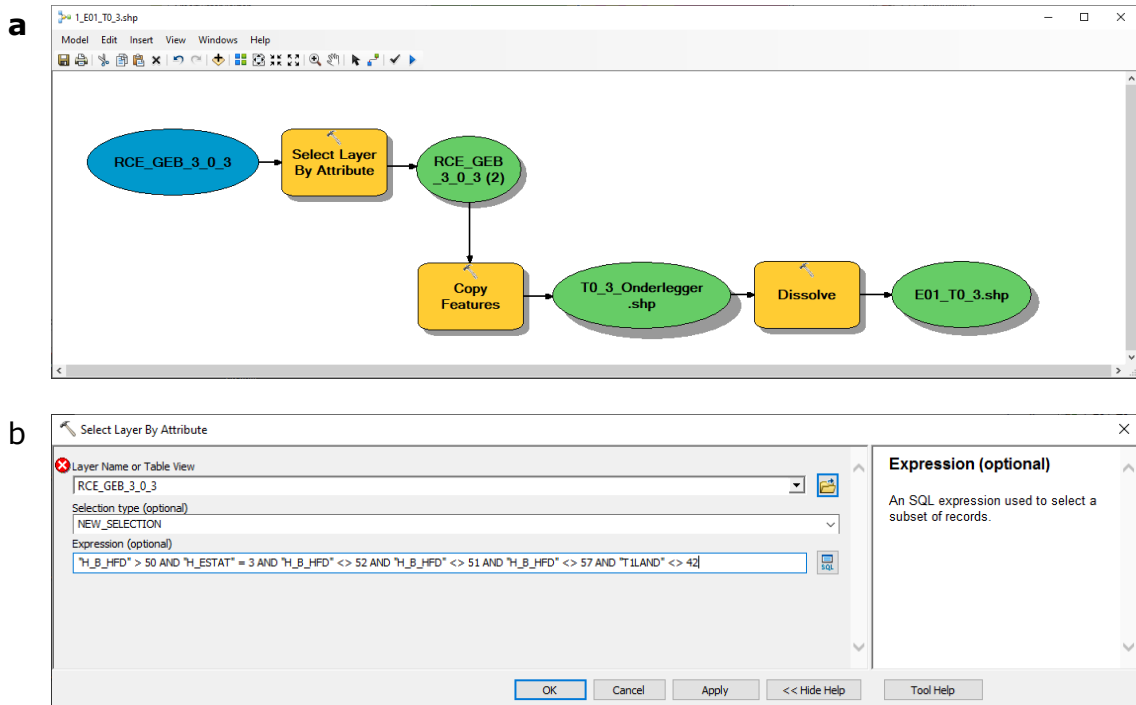 a
1_E01_T0_3.shp
Model Edit Insert View Windows Help
RCE_GEB_3_0_3
Select Layer
By Attribute
RCE_GEB
_3_0_3 (2)
Copy
Features
T0_3_Onderlegger
.shp
Dissolve
E01_T0_3.shp
b
Select Layer By Attribute
Layer Name or Table View
RCE_GEB_3_0_3
Selection type (optional)
NEW_SELECTION
Expression (optional)
"H_B_HFD" > 50 AND "H_ESTAT" = 3 AND "H_B_HFD" <> 52 AND "H_B_HFD" <> 51 AND "H_B_HFD" <> 57 AND "T1LAND" <> 42
SQL
Expression (optional)
An SQL expression used to select a
subset of records.
OK Cancel Apply << Hide Help Tool Help